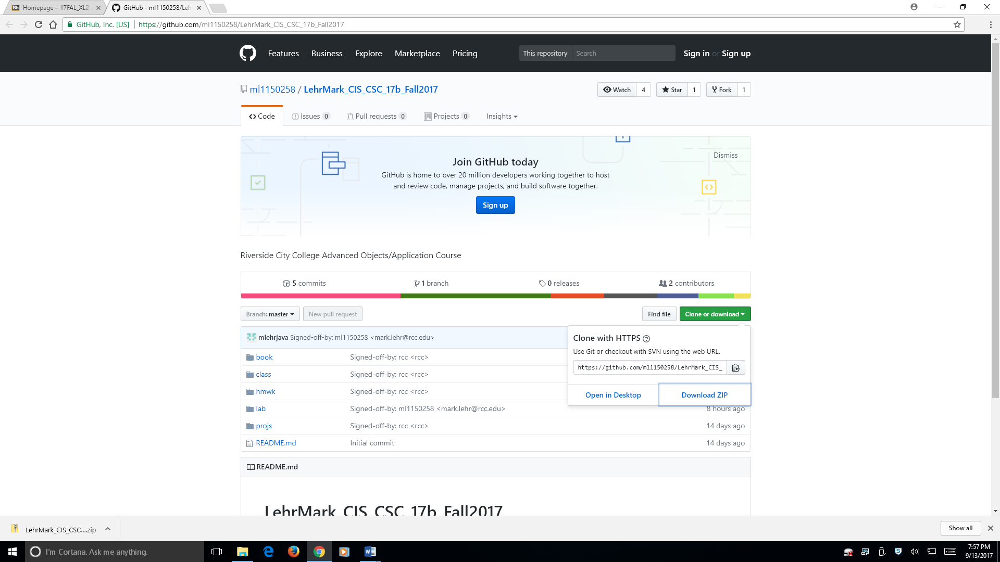 Homepage – 17FAL_XL2
GitHub - ml1150258/Leh
GitHub, Inc. [US]
https://github.com/ml1150258/LehrMark_CIS_CSC_17b_Fall2017
Features
Business
Explore
Marketplace
Pricing
This repository
Search
Sign in or Sign up
ml1150258 / LehrMark_CIS_CSC_17b_Fall2017
Watch 4
Star 1
Fork 1
Code
Issues 0
Pull requests 0
Projects 0
Insights
Join GitHub today
Dismiss
GitHub is home to over 20 million developers working together to host
and review code, manage projects, and build software together.
Sign up
Riverside City College Advanced Objects/Application Course
5 commits
1 branch
0 releases
2 contributors
Branch: master
New pull request
Find file
Clone or download
mlehrjava Signed-off-by: ml1150258 <mark.lehr@rcc.edu>
Clone with HTTPS
Use Git or checkout with SVN using the web URL.
https://github.com/ml1150258/LehrMark_CIS_
Open in Desktop
Download ZIP
book Signed-off-by: rcc <rcc>
class Signed-off-by: rcc <rcc>
hmwk Signed-off-by: rcc <rcc>
lab Signed-off-by: ml1150258 <mark.lehr@rcc.edu> 8 hours ago
projs Signed-off-by: rcc <rcc> 14 days ago
README.md Initial commit 14 days ago
README.md
LehrMark_CIS_CSC_17b_Fall2017
LehrMark_CIS_CSC....zip
Show all
I'm Cortana. Ask me anything.
7:57 PM
9/13/2017